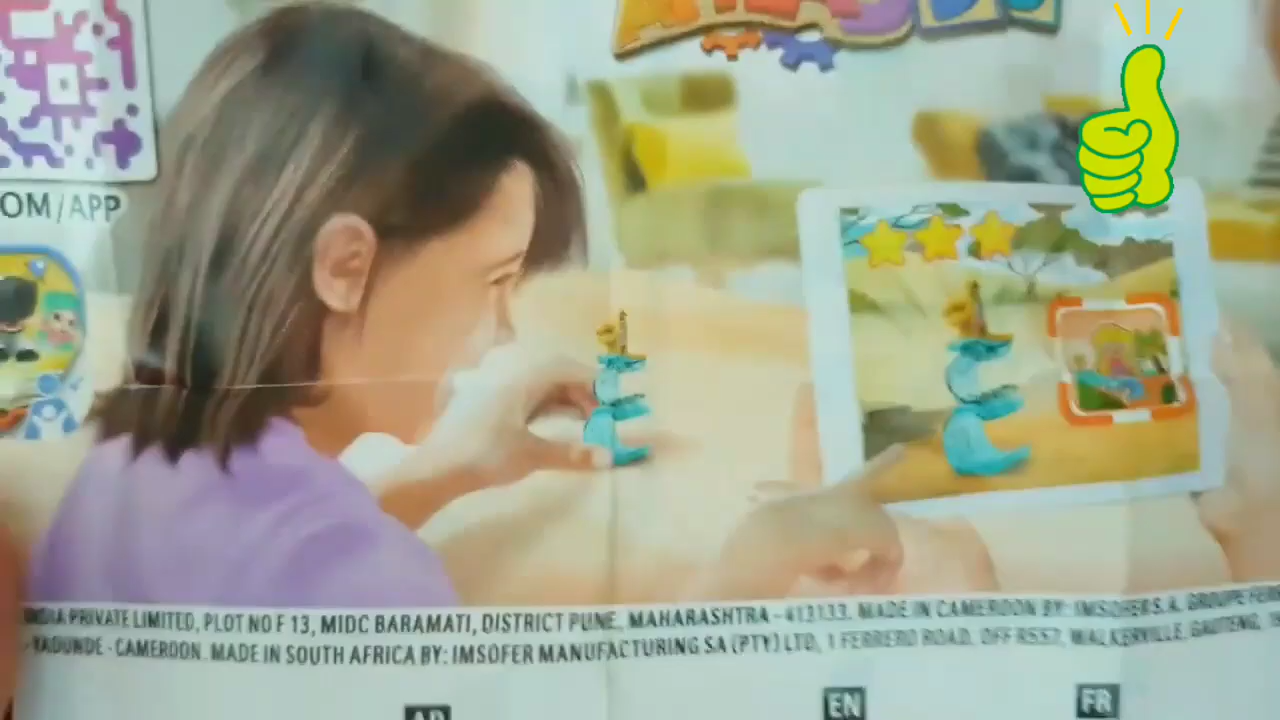 OM/APP
INDIA PRIVATE LIMITED, PLOT NO F 13, MIDC BARAMATI, DISTRICT PUNE, MAHARASHTRA - 413133. MADE IN CAMEROON BY: IMSOFER S.A. GROUPE
- YAOUNDE - CAMEROON. MADE IN SOUTH AFRICA BY: IMSOFER MANUFACTURING SA (PTY) LTD, 1 FERRERO ROAD, OFF R557, WALKERVILLE, GAUTENG,
AR EN FR